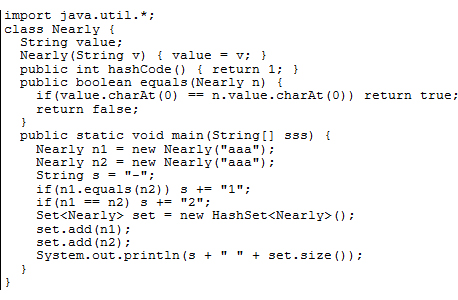 import java.util.*;
class Nearly {
  String value;
  Nearly(String v) { value = v; }
  public int hashCode() { return 1; }
  public boolean equals(Nearly n) {
    if(value.charAt(0) == n.value.charAt(0)) return true;
    return false;
  }
  public static void main(String[] sss) {
    Nearly n1 = new Nearly("aaa");
    Nearly n2 = new Nearly("aaa");
    String s = "-";
    if(n1.equals(n2)) s += "1";
    if(n1 == n2) s += "2";
    Set<Nearly> set = new HashSet<Nearly>();
    set.add(n1);
    set.add(n2);
    System.out.println(s + " " + set.size());
  }
}